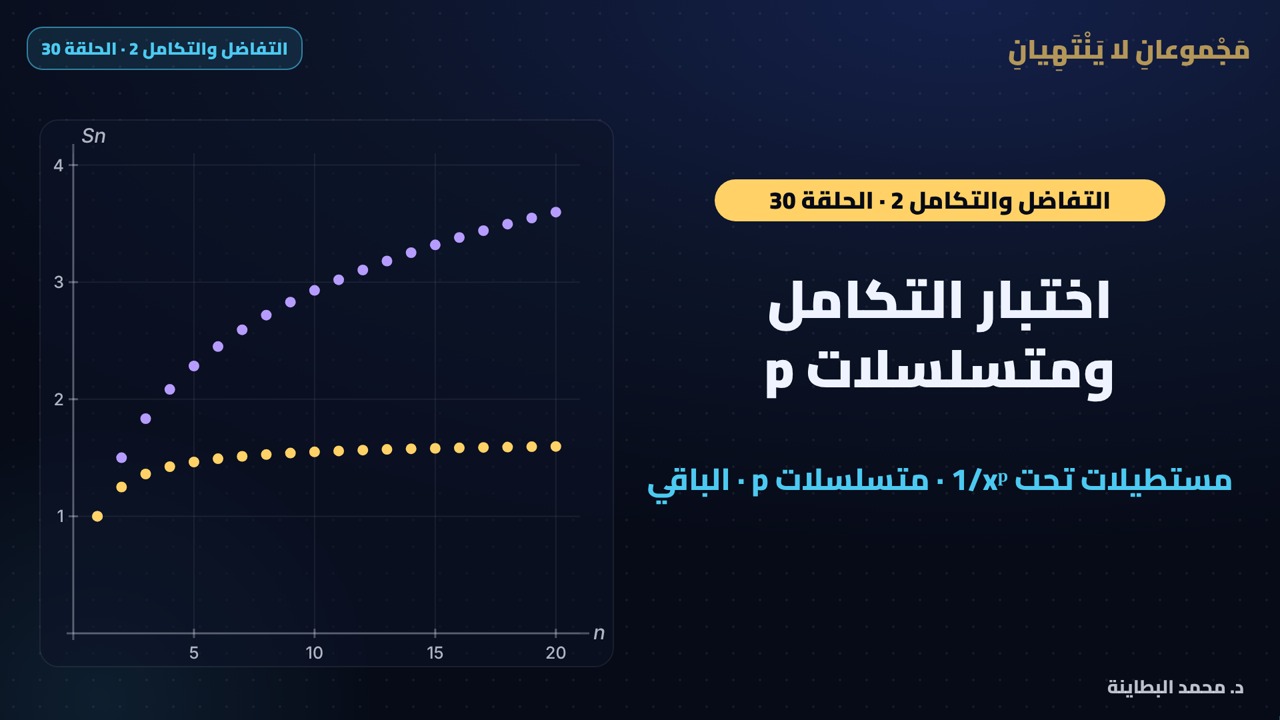 مَجْموعانِ لا يَنْتَهِيانِ
التفاضل والتكامل 2 · الحلقة 30
التفاضل والتكامل 2 · الحلقة 30
اختبار التكامل
ومتسلسلات p
مستطيلات تحت 1/xᵖ · متسلسلات p · الباقي
Sn
4
3
2
1
5 10 15 20
n
د. محمد البطاينة